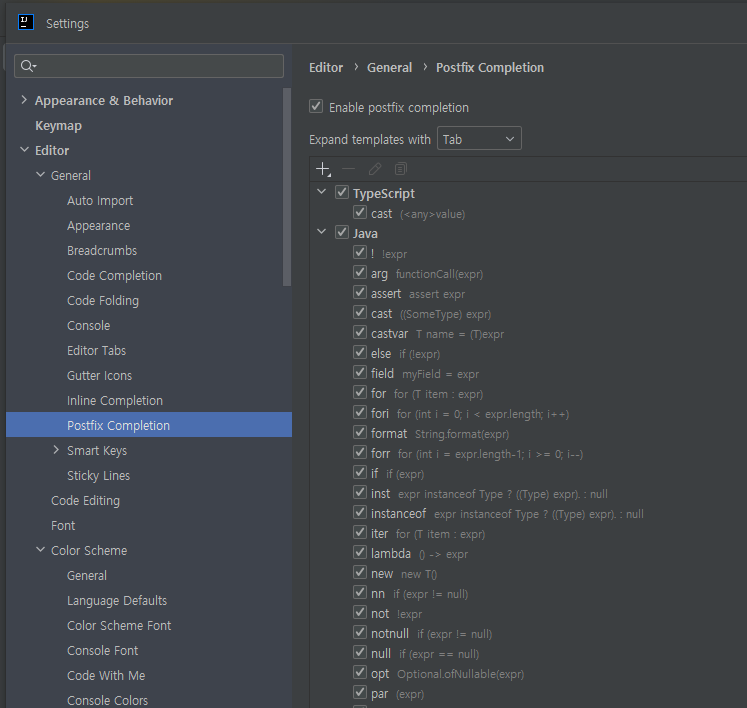 IJ
Settings
Appearance & Behavior
Keymap
Editor
General
Auto Import
Appearance
Breadcrumbs
Code Completion
Code Folding
Console
Editor Tabs
Gutter Icons
Inline Completion
Postfix Completion
Smart Keys
Sticky Lines
Code Editing
Font
Color Scheme
General
Language Defaults
Color Scheme Font
Console Font
Code With Me
Console Colors
Editor › General › Postfix Completion
Enable postfix completion
Expand templates with Tab
TypeScript
cast (<any>value)
Java
! !expr
arg functionCall(expr)
assert assert expr
cast ((SomeType) expr)
castvar T name = (T)expr
else if (!expr)
field myField = expr
for for (T item : expr)
fori for (int i = 0; i < expr.length; i++)
format String.format(expr)
forr for (int i = expr.length-1; i >= 0; i--)
if if (expr)
inst expr instanceof Type ? ((Type) expr). : null
instanceof expr instanceof Type ? ((Type) expr). : null
iter for (T item : expr)
lambda () -> expr
new new T()
nn if (expr != null)
not !expr
notnull if (expr != null)
null if (expr == null)
opt Optional.ofNullable(expr)
par (expr)